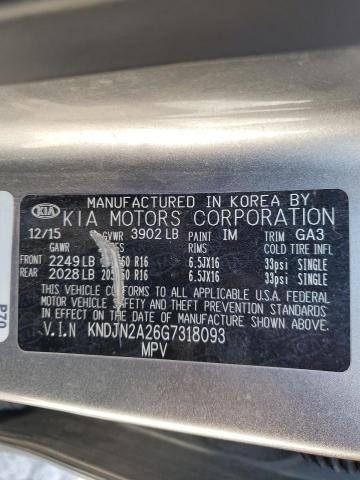 MANUFACTURED IN KOREA BY
KIA KIA MOTORS CORPORATION
12/15 GVWR 3902 LB PAINT IM TRIM GA3
GAWR RIMS COLD TIRE INFL
FRONT 2249 LB 60 R16 6.5JX16 33psi SINGLE
REAR 2028 LB R16 6.5JX16 33psi SINGLE
THIS VEHICLE CONFORMS TO ALL APPLICABLE U.S.A. FEDERAL
MOTOR VEHICLE SAFETY AND THEFT PREVENTION STANDARDS
IN EFFECT ON THE DATE OF MANUFACTURE SHOWN ABOVE.
V.I.N KNDJN2A26G7318093
MPV
P70